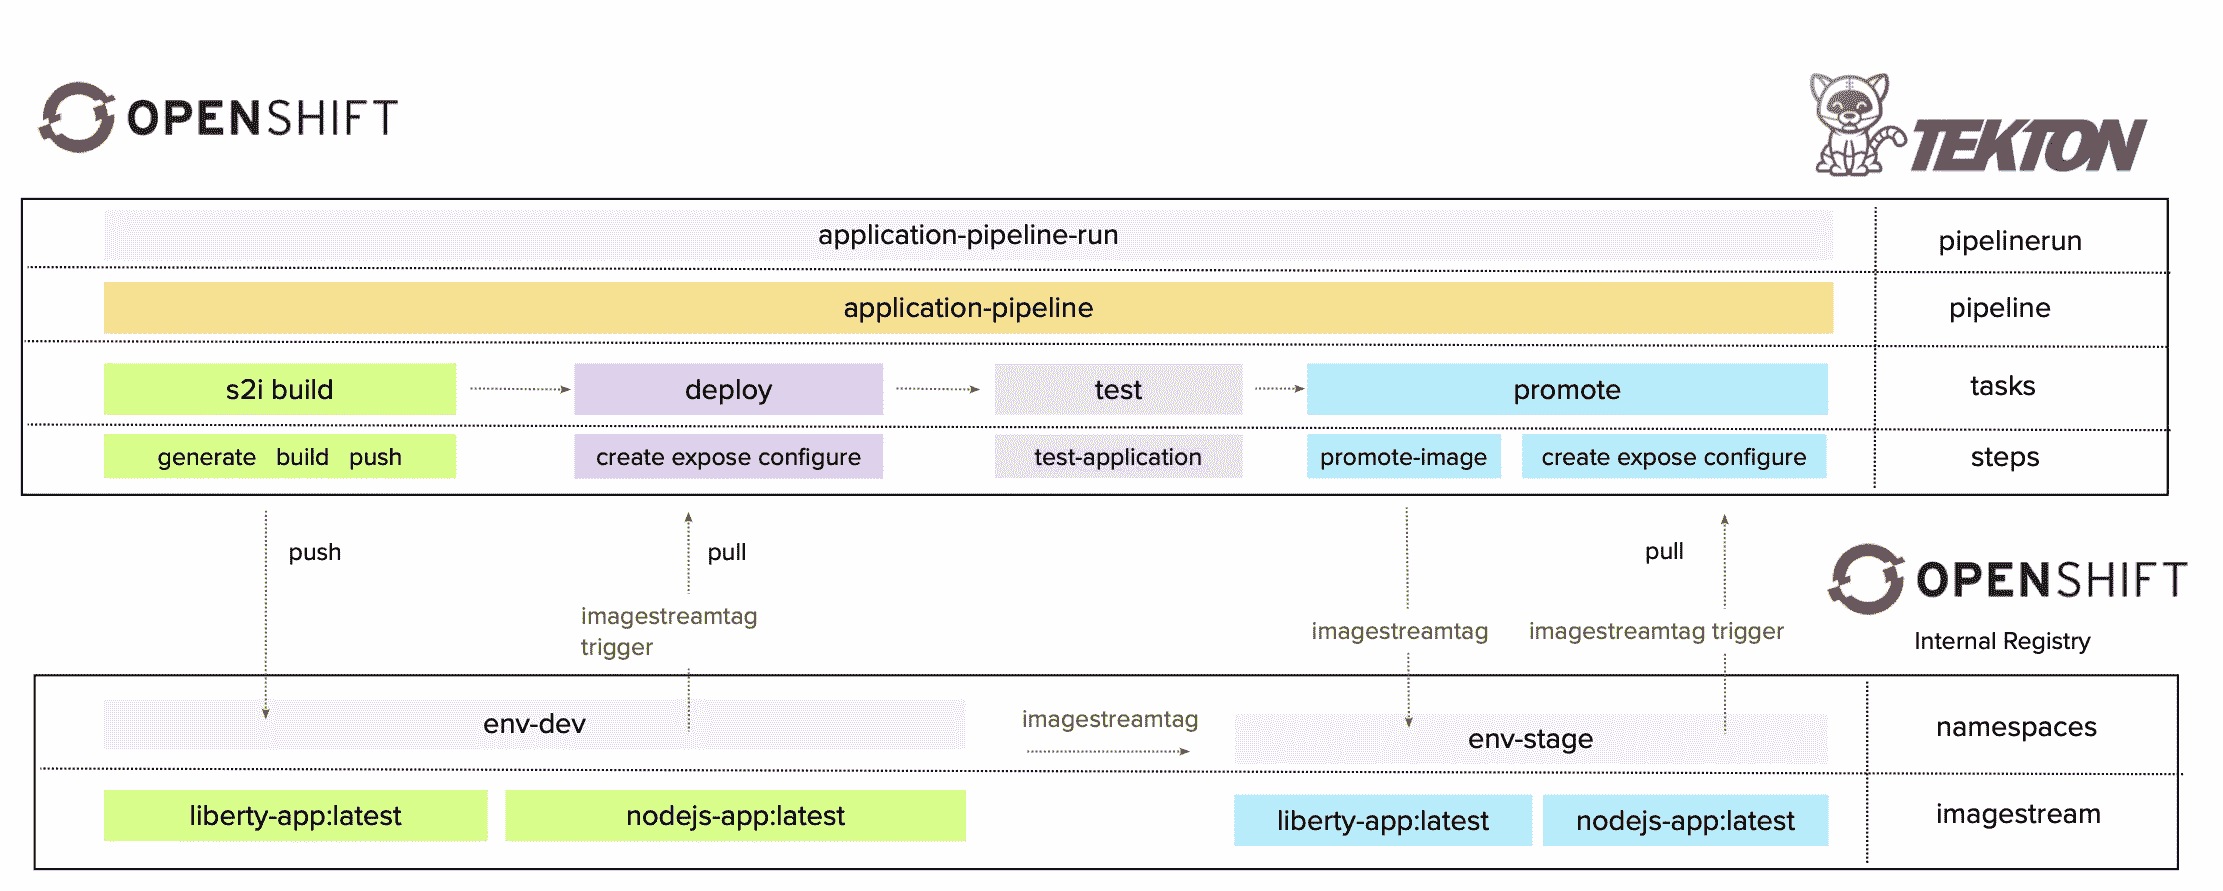 OPENSHIFT
TEKTON
application-pipeline-run
pipelinerun
application-pipeline
pipeline
s2i build
deploy
test
promote
tasks
generate build push
create expose configure
test-application
promote-image
create expose configure
steps
push
pull
pull
OPENSHIFT
imagestreamtag
trigger
imagestreamtag
imagestreamtag trigger
Internal Registry
env-dev
imagestreamtag
env-stage
namespaces
liberty-app:latest
nodejs-app:latest
liberty-app:latest
nodejs-app:latest
imagestream